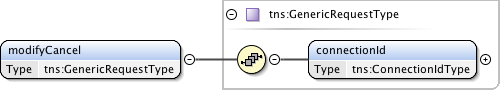 tns:GenericRequestType
modifyCancel
Type tns:GenericRequestType
connectionId
Type tns:ConnectionIdType